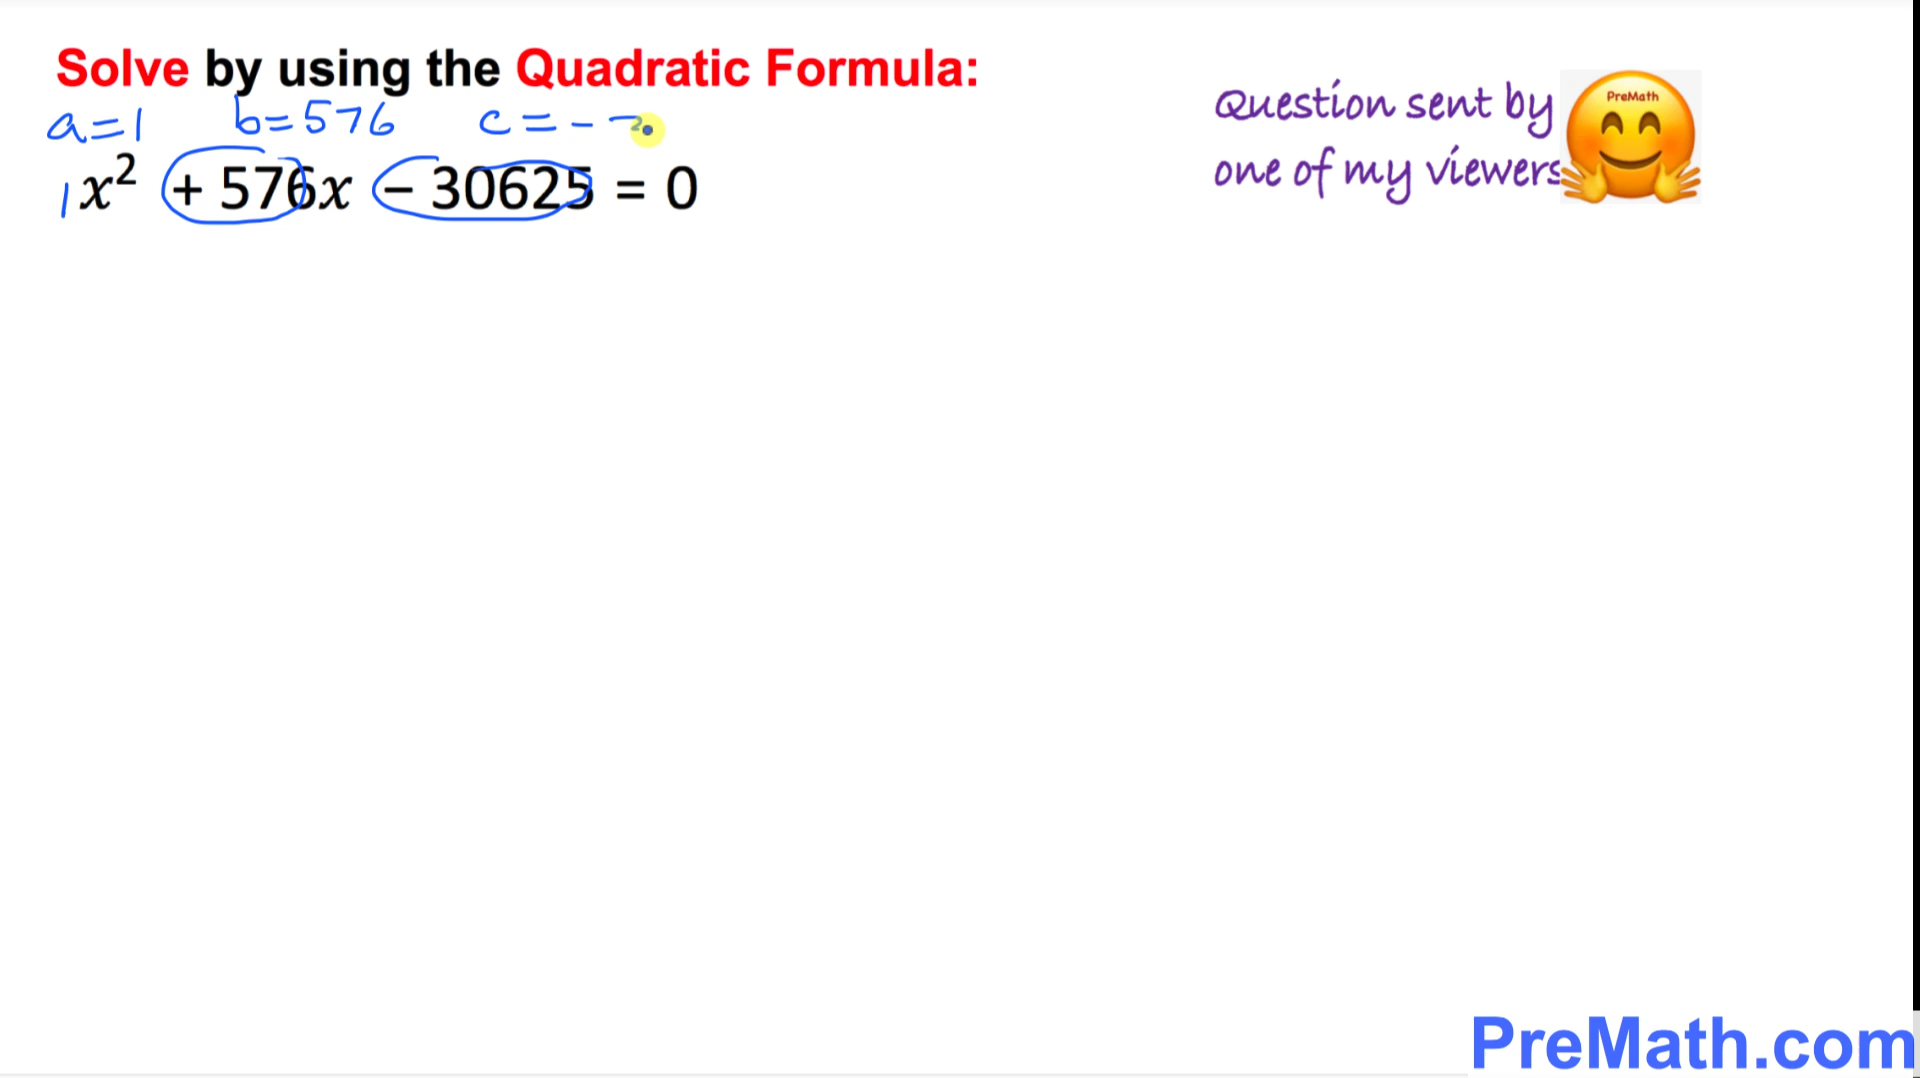 Solve by using the Quadratic Formula:
a=1 b=576 c=-
1x² + 576x − 30625 = 0
Question sent by
one of my viewers
PreMath
PreMath.com